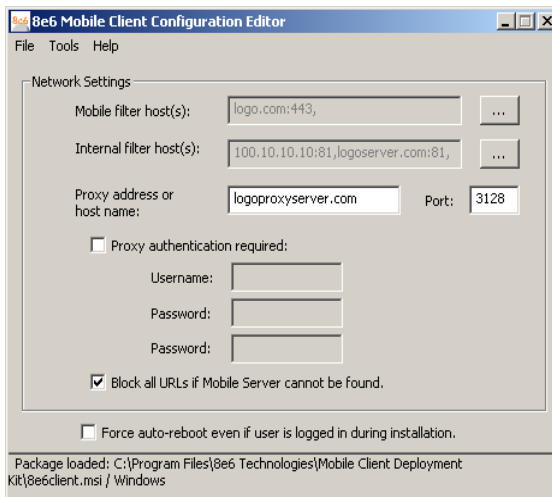 8e6 8e6 Mobile Client Configuration Editor
File Tools Help
Network Settings
Mobile filter host(s): logo.com:443, ...
Internal filter host(s): 100.10.10.10:81,logoserver.com:81, ...
Proxy address or
host name: logoproxyserver.com Port: 3128
Proxy authentication required:
Username:
Password:
Password:
Block all URLs if Mobile Server cannot be found.
Force auto-reboot even if user is logged in during installation.
Package loaded: C:\Program Files\8e6 Technologies\Mobile Client Deployment
Kit\8e6client.msi / Windows